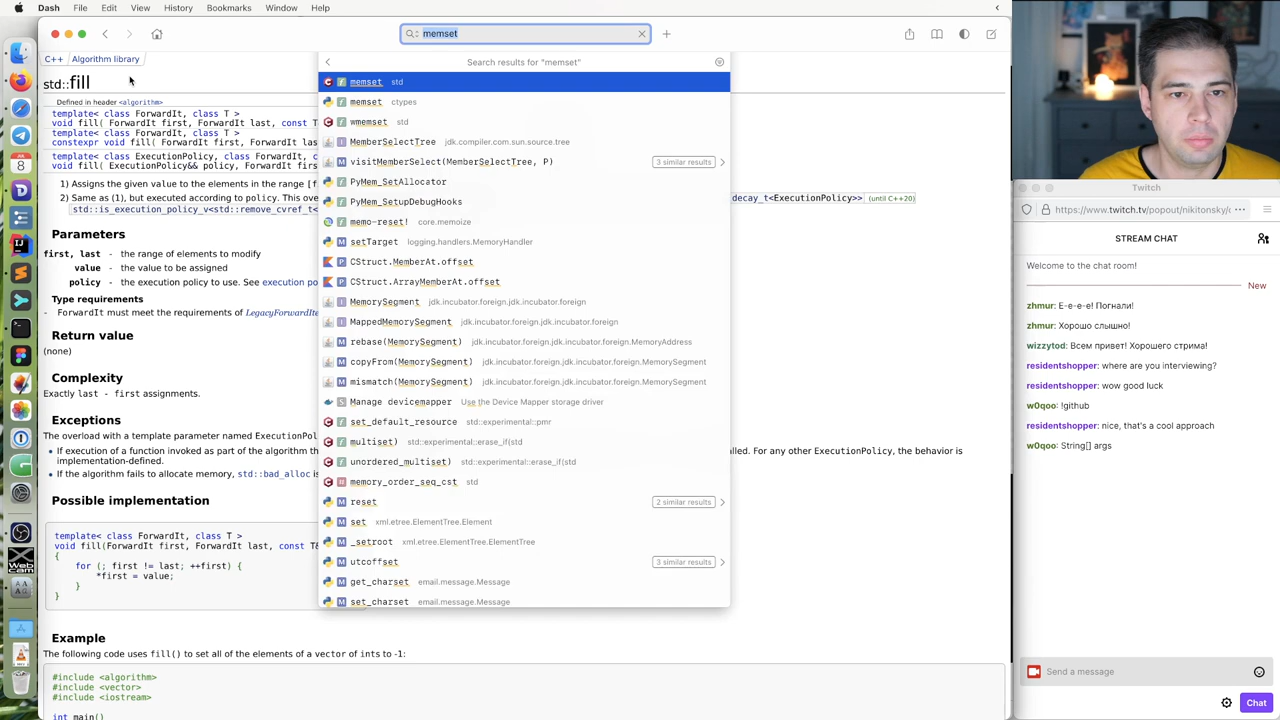 Dash File Edit View History Bookmarks Window Help
memset
C++ Algorithm library
std::fill
Defined in header <algorithm>
template< class ForwardIt, class T >
void fill( ForwardIt first, ForwardIt last, const T
template< class ForwardIt, class T >
constexpr void fill( ForwardIt first, ForwardIt las
template< class ExecutionPolicy, class ForwardIt, c
void fill( ExecutionPolicy&& policy, ForwardIt firs
1) Assigns the given value to the elements in the range [f
2) Same as (1), but executed according to policy. This ove
decay_t<ExecutionPolicy>> (until C++20)
std::is_execution_policy_v<std::remove_cvref_t<
Parameters
first, last - the range of elements to modify
value - the value to be assigned
policy - the execution policy to use. See execution po
Type requirements
- ForwardIt must meet the requirements of LegacyForwardIte
Return value
(none)
Complexity
Exactly last - first assignments.
Exceptions
The overload with a template parameter named ExecutionPol
If execution of a function invoked as part of the algorithm th
alled. For any other ExecutionPolicy, the behavior is
implementation-defined.
If the algorithm fails to allocate memory, std::bad_alloc is
Possible implementation
template< class ForwardIt, class T >
void fill(ForwardIt first, ForwardIt last, const T&
{
for (; first != last; ++first) {
*first = value;
}
}
Example
The following code uses fill() to set all of the elements of a vector of ints to -1:
#include <algorithm>
#include <vector>
#include <iostream>
int main()
Search results for "memset"
memset std
memset ctypes
wmemset std
MemberSelectTree jdk.compiler.com.sun.source.tree
visitMemberSelect(MemberSelectTree, P) 3 similar results
PyMem_SetAllocator
PyMem_SetupDebugHooks
memo-reset! core.memoize
setTarget logging.handlers.MemoryHandler
CStruct.MemberAt.offset
CStruct.ArrayMemberAt.offset
MemorySegment jdk.incubator.foreign.jdk.incubator.foreign
MappedMemorySegment jdk.incubator.foreign.jdk.incubator.foreign
rebase(MemorySegment) jdk.incubator.foreign.jdk.incubator.foreign.MemoryAddress
copyFrom(MemorySegment) jdk.incubator.foreign.jdk.incubator.foreign.MemorySegment
mismatch(MemorySegment) jdk.incubator.foreign.jdk.incubator.foreign.MemorySegment
Manage devicemapper Use the Device Mapper storage driver
set_default_resource std::experimental::pmr
multiset) std::experimental::erase_if(std
unordered_multiset) std::experimental::erase_if(std
memory_order_seq_cst std
reset 2 similar results
set xml.etree.ElementTree.Element
_setroot xml.etree.ElementTree.ElementTree
utcoffset 3 similar results
get_charset email.message.Message
set_charset email.message.Message
Twitch
https://www.twitch.tv/popout/nikitonsky/
STREAM CHAT
Welcome to the chat room!
New
zhmur: Е-е-е-е! Погнали!
zhmur: Хорошо слышно!
wizzytod: Всем привет! Хорошего стрима!
residentshopper: where are you interviewing?
residentshopper: wow good luck
w0qoo: !github
residentshopper: nice, that's a cool approach
w0qoo: String[] args
Send a message
Chat